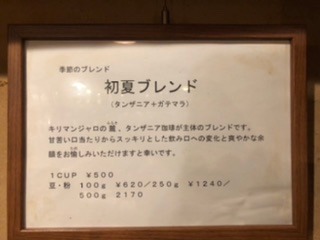 季節のブレンド
初夏ブレンド
(タンザニア+ガテマラ)
キリマンジャロの麓、タンザニア珈琲が主体のブレンドです。
甘苦い口当たりからスッキリとした飲み口への変化と爽やかな余
韻をお愉しみいただけますと幸いです。
1CUP ¥500
豆・粉 100g ¥620/250g ¥1240/
500g 2170